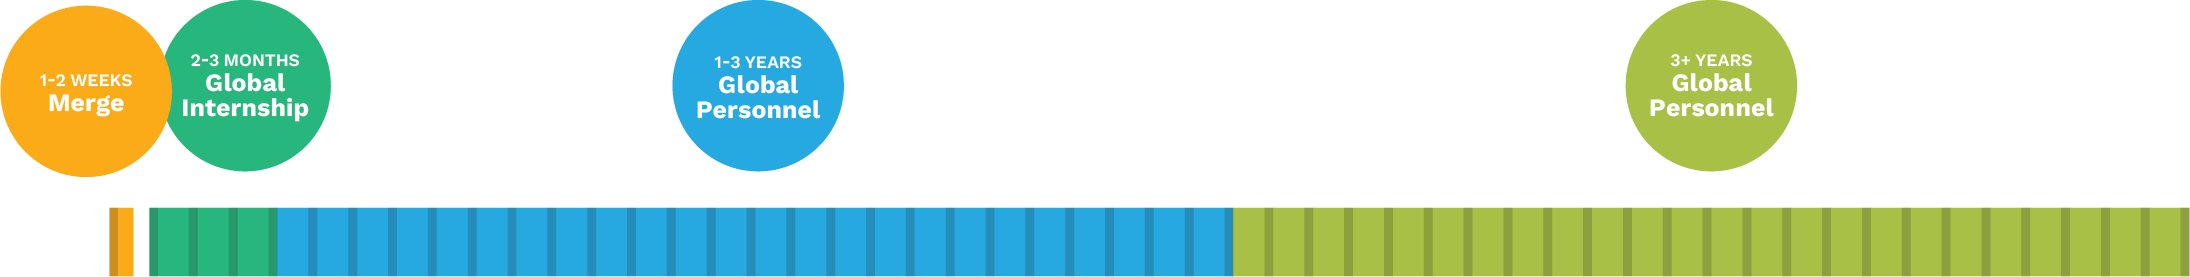 1-2 WEEKS
Merge
2-3 MONTHS
Global
Internship
1-3 YEARS
Global
Personnel
3+ YEARS
Global
Personnel